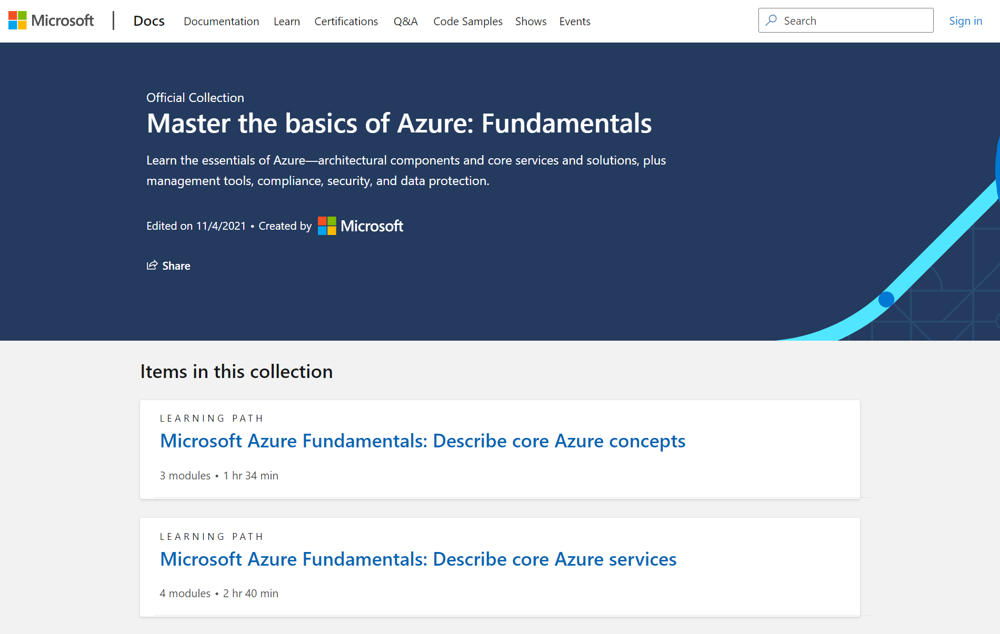 Microsoft
Docs
Documentation
Learn
Certifications
Q&A
Code Samples
Shows
Events
Search
Sign in
Official Collection
Master the basics of Azure: Fundamentals
Learn the essentials of Azure—architectural components and core services and solutions, plus
management tools, compliance, security, and data protection.
Edited on 11/4/2021 • Created by Microsoft
Share
Items in this collection
LEARNING PATH
Microsoft Azure Fundamentals: Describe core Azure concepts
3 modules • 1 hr 34 min
LEARNING PATH
Microsoft Azure Fundamentals: Describe core Azure services
4 modules • 2 hr 40 min